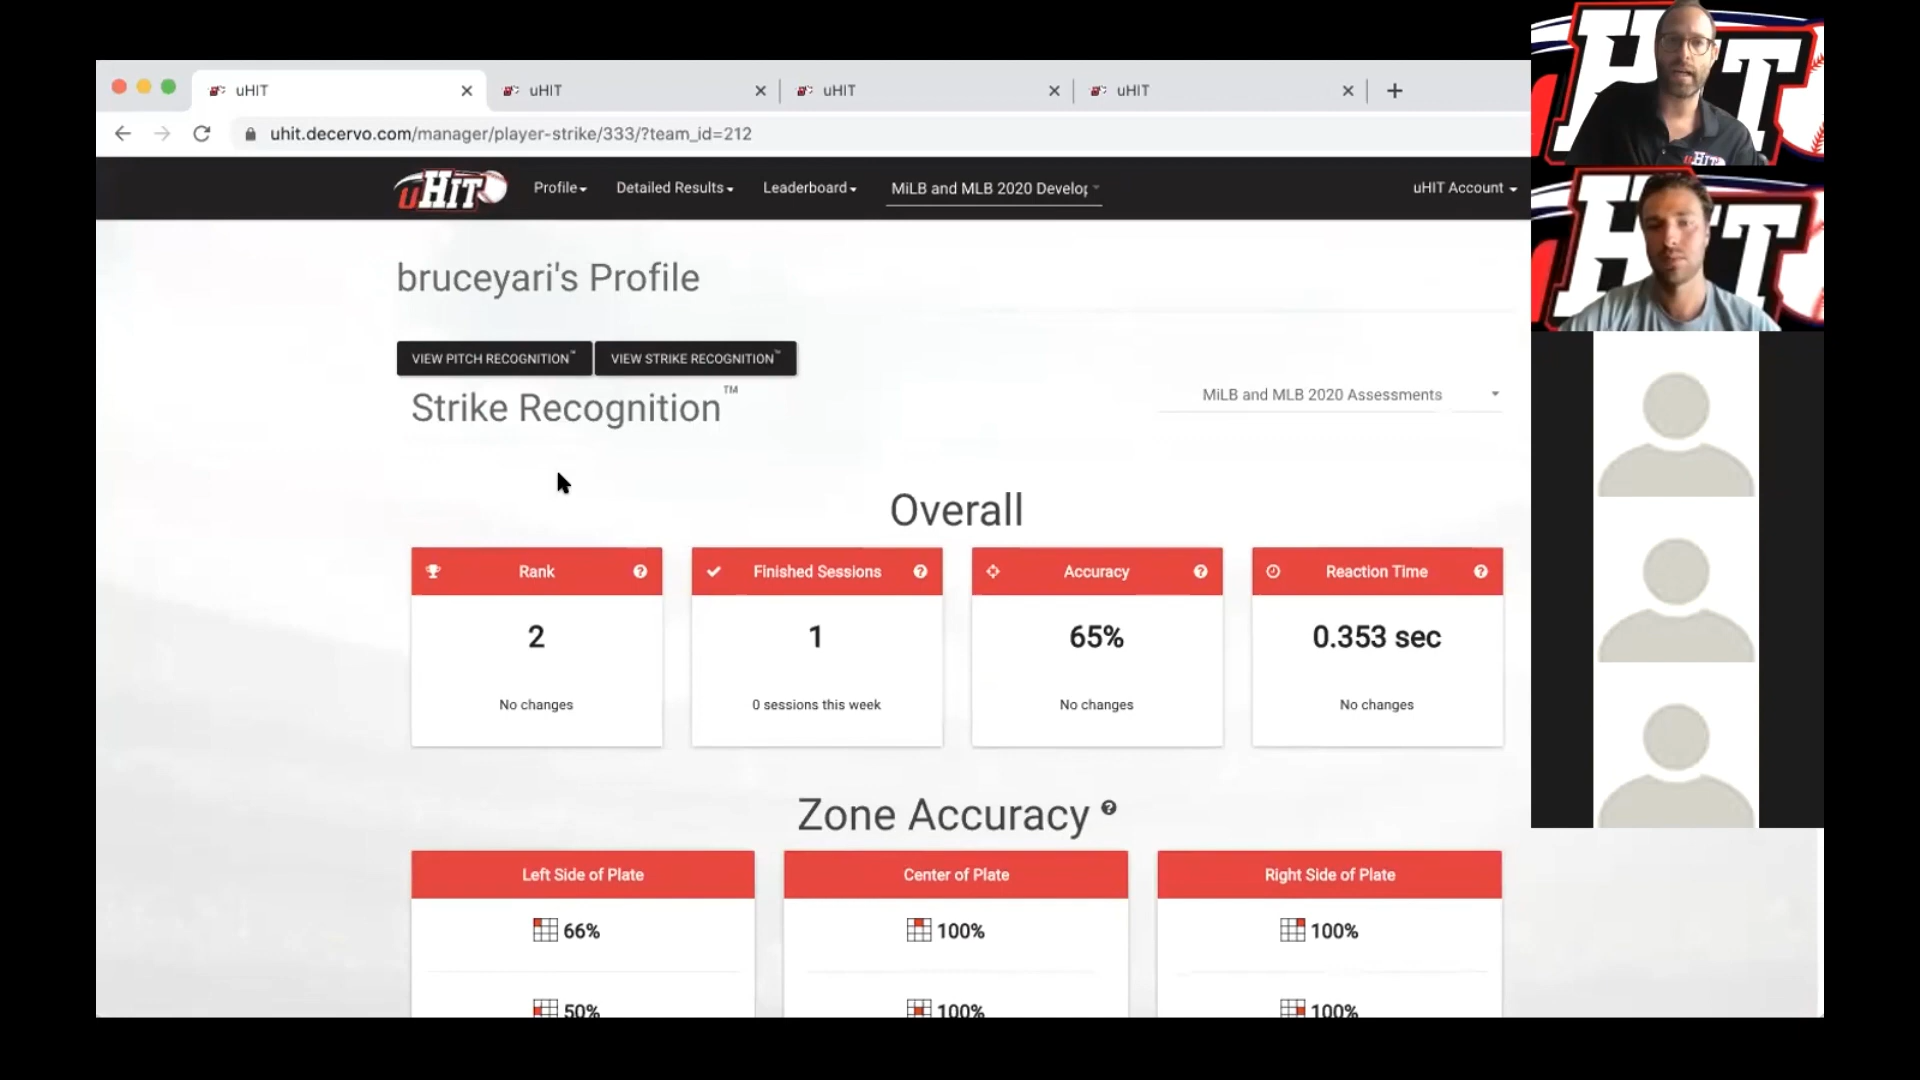 uHIT
uHIT
uHIT
uHIT
uhit.decervo.com/manager/player-strike/333/?team_id=212
uHIT
Profile
Detailed Results
Leaderboard
MiLB and MLB 2020 Develop
uHIT Account
bruceyari's Profile
VIEW PITCH RECOGNITION™
VIEW STRIKE RECOGNITION™
Strike Recognition™
MiLB and MLB 2020 Assessments
Overall
Rank
Finished Sessions
Accuracy
Reaction Time
2
1
65%
0.353 sec
No changes
0 sessions this week
No changes
No changes
Zone Accuracy
Left Side of Plate
Center of Plate
Right Side of Plate
66%
100%
100%
50%
100%
100%
uHIT